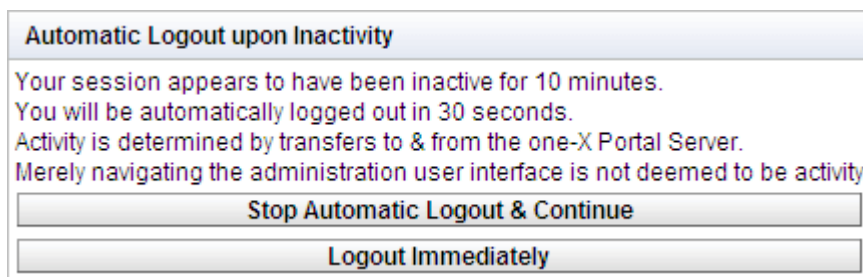 Automatic Logout upon Inactivity
Your session appears to have been inactive for 10 minutes.
You will be automatically logged out in 30 seconds.
Activity is determined by transfers to & from the one-X Portal Server.
Merely navigating the administration user interface is not deemed to be activity
Stop Automatic Logout & Continue
Logout Immediately